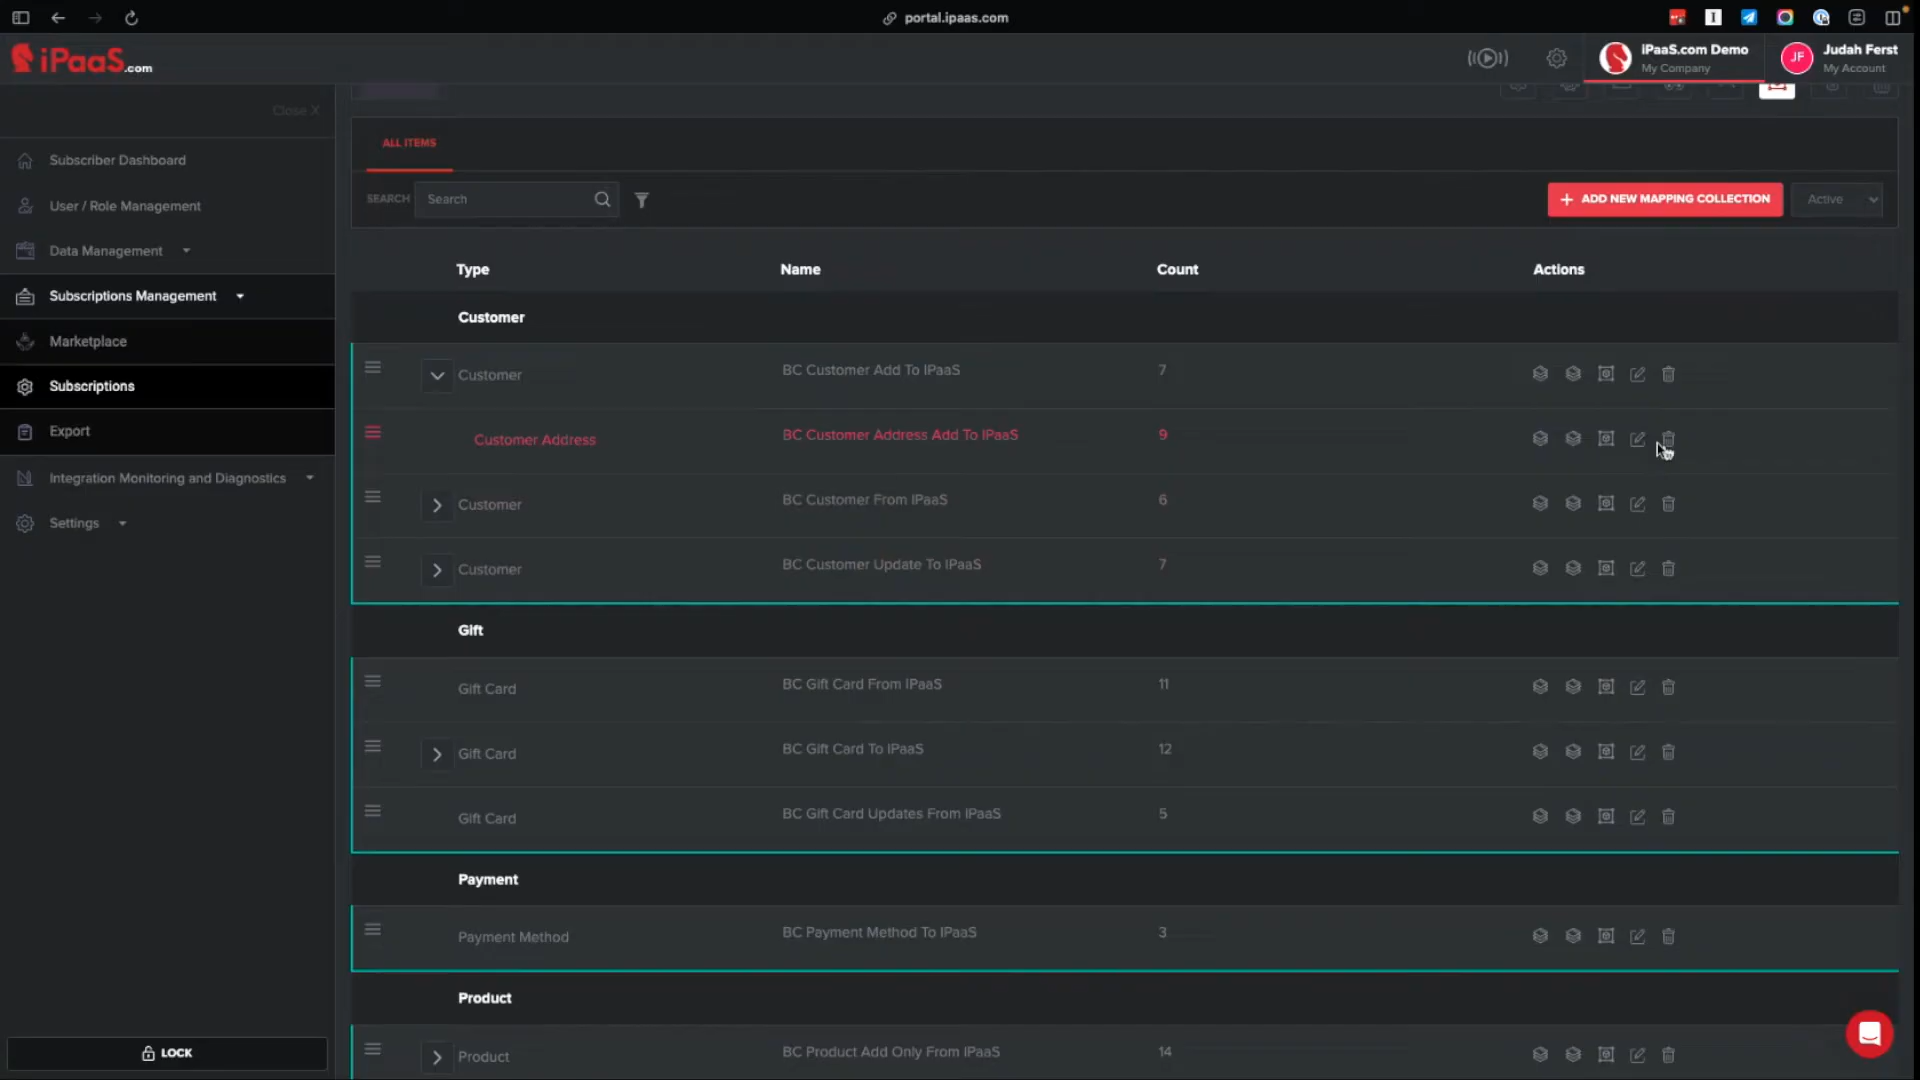 portal.ipaas.com
iPaaS.com
iPaaS.com Demo
My Company
JF
Judah Ferst
My Account
Close X
Subscriber Dashboard
User / Role Management
Data Management
Subscriptions Management
Marketplace
Subscriptions
Export
Integration Monitoring and Diagnostics
Settings
LOCK
ALL ITEMS
SEARCH
Search
+ ADD NEW MAPPING COLLECTION
Active
Type Name Count Actions
Customer
Customer BC Customer Add To IPaaS 7
Customer Address BC Customer Address Add To IPaaS 9
Customer BC Customer From IPaaS 6
Customer BC Customer Update To IPaaS 7
Gift
Gift Card BC Gift Card From IPaaS 11
Gift Card BC Gift Card To IPaaS 12
Gift Card BC Gift Card Updates From IPaaS 5
Payment
Payment Method BC Payment Method To IPaaS 3
Product
Product BC Product Add Only From IPaaS 14